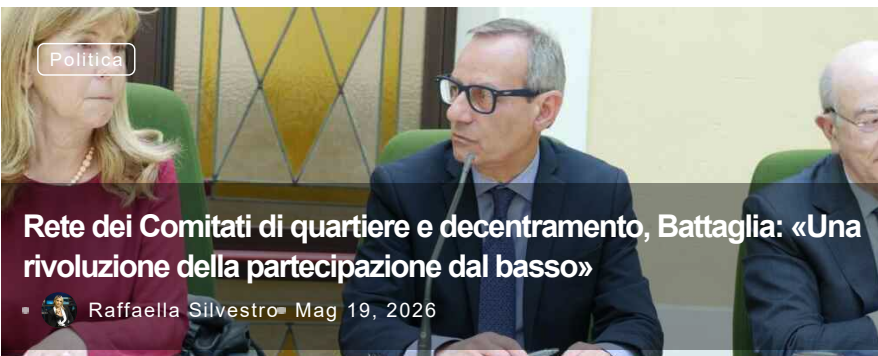 Politica
Rete dei Comitati di quartiere e decentramento, Battaglia: «Una
rivoluzione della partecipazione dal basso»
Raffaella Silvestro Mag 19, 2026